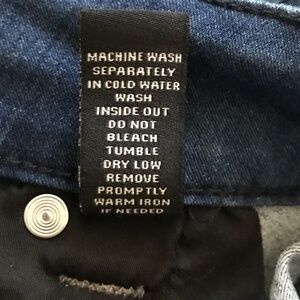 MACHINE WASH
SEPARATELY
IN COLD WATER
WASH
INSIDE OUT
DO NOT
BLEACH
TUMBLE
DRY LOW
REMOVE
PROMPTLY
WARM IRON
IF NEEDED